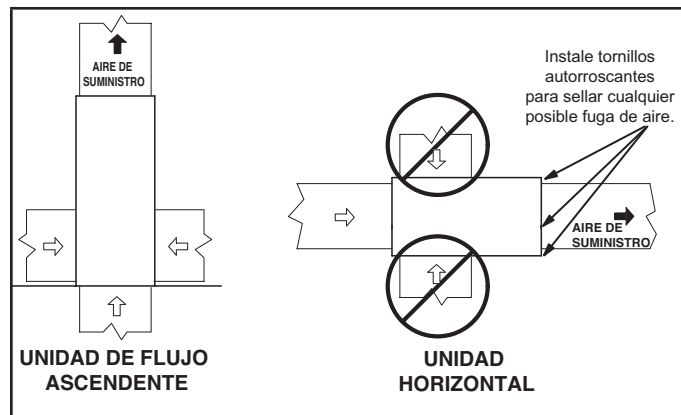 AIRE DE
SUMINISTRO
UNIDAD DE FLUJO
ASCENDENTE
Instale tornillos
autorroscantes
para sellar cualquier
posible fuga de aire.
AIRE DE
SUMINISTRO
UNIDAD
HORIZONTAL